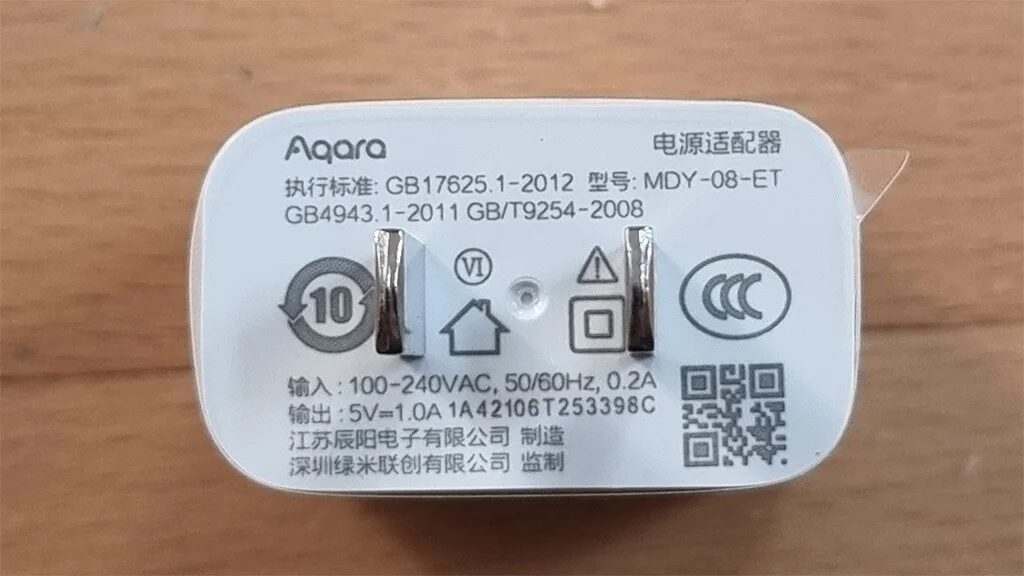 Aqara 电源适配器
执行标准: GB17625.1-2012 型号: MDY-08-ET
GB4943.1-2011 GB/T9254-2008
10
VI
CCC
输入 : 100-240VAC, 50/60Hz, 0.2A
输出 : 5V=1.0A 1A42106T253398C
江苏辰阳电子有限公司 制造
深圳绿米联创有限公司 监制